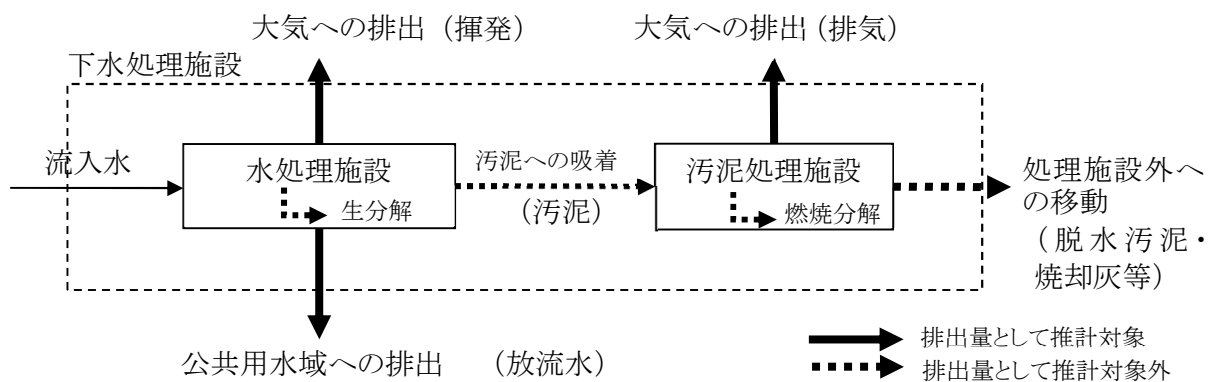 大気への排出（揮発）
大気への排出（排気）
下水処理施設
流入水
水処理施設
生分解
汚泥への吸着
（汚泥）
汚泥処理施設
燃焼分解
処理施設外へ
の移動
（脱水汚泥・
焼却灰等）
公共用水域への排出　（放流水）
排出量として推計対象
排出量として推計対象外